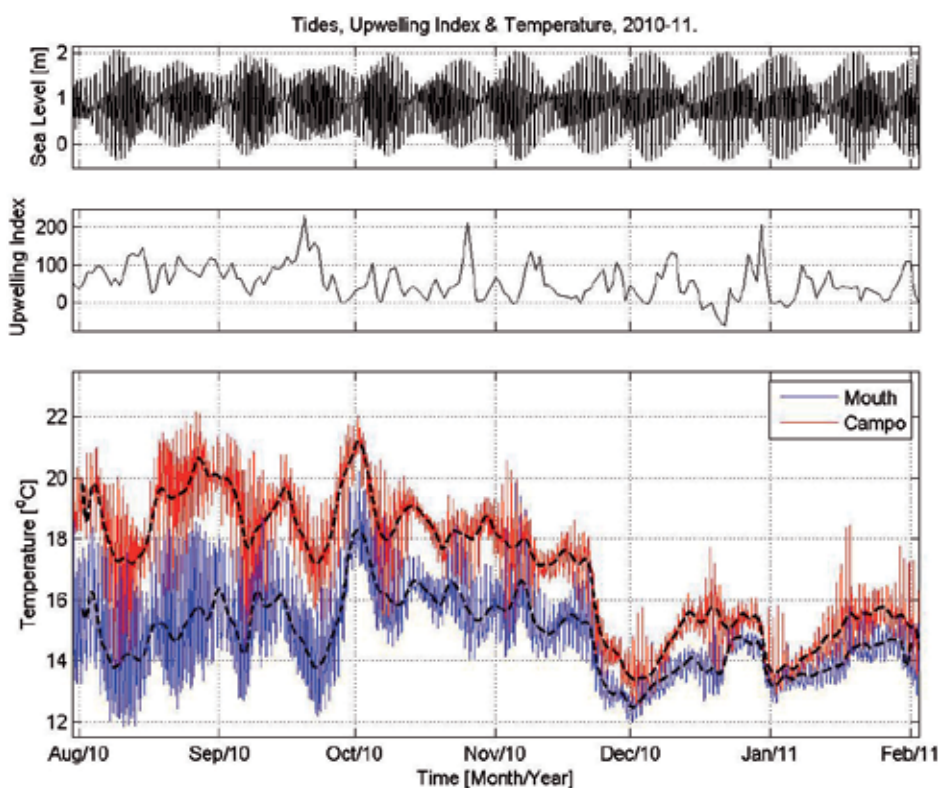 Tides, Upwelling Index & Temperature, 2010-11.
Sea Level [m]
2
1
0
Upwelling Index
200
100
0
Temperature [°C]
22
20
18
16
14
12
Mouth
Campo
Aug/10 Sep/10 Oct/10 Nov/10 Dec/10 Jan/11 Feb/11
Time [Month/Year]